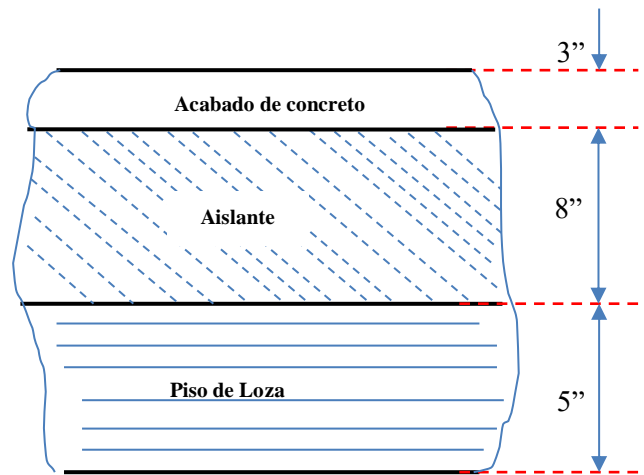 3”
Acabado de concreto
8”
Aislante
5”
Piso de Loza